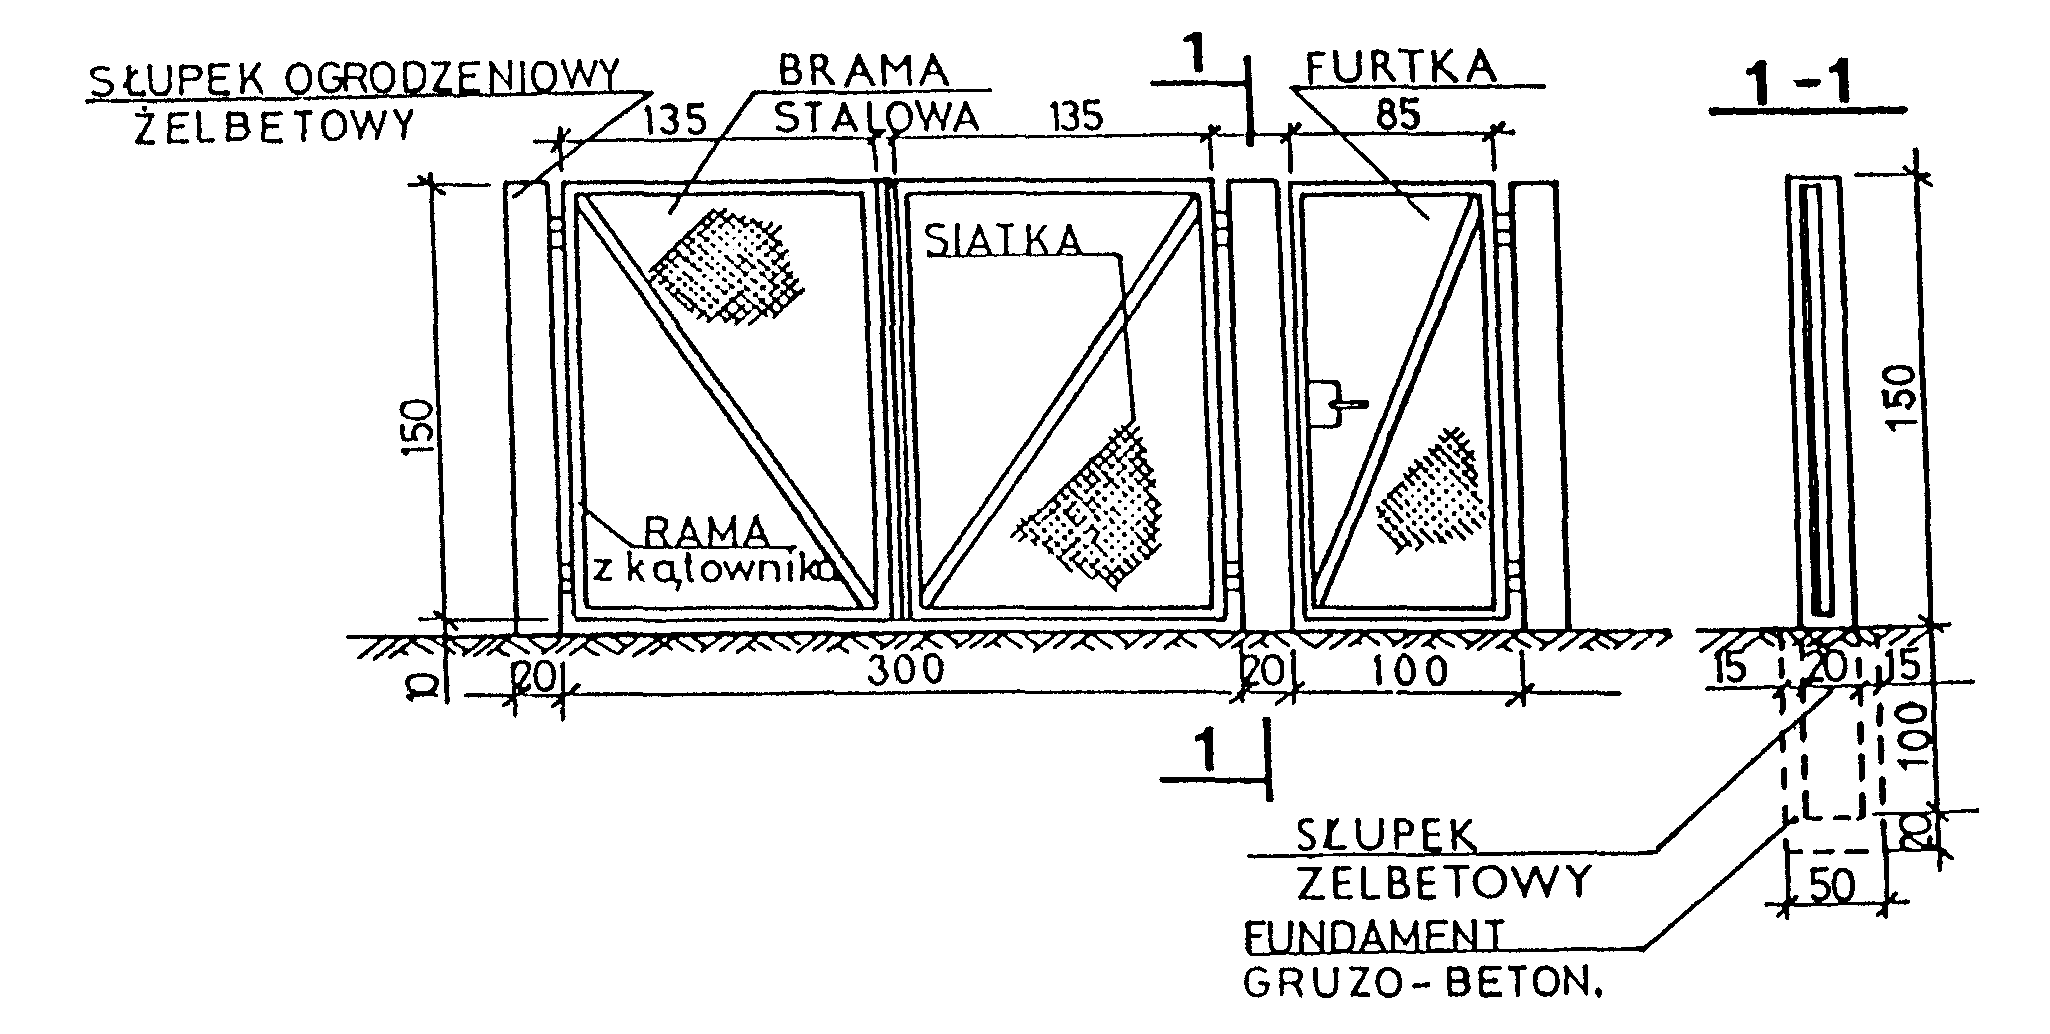 SŁUPEK OGRODZENIOWY
ŻELBETOWY
BRAMA
STALOWA
1
FURTKA
1-1
135
135
85
SIATKA
150
150
RAMA
z kątownika
10
20
300
20
100
15
20
15
100
20
50
1
SŁUPEK
ZELBETOWY
FUNDAMENT
GRUZO-BETON.